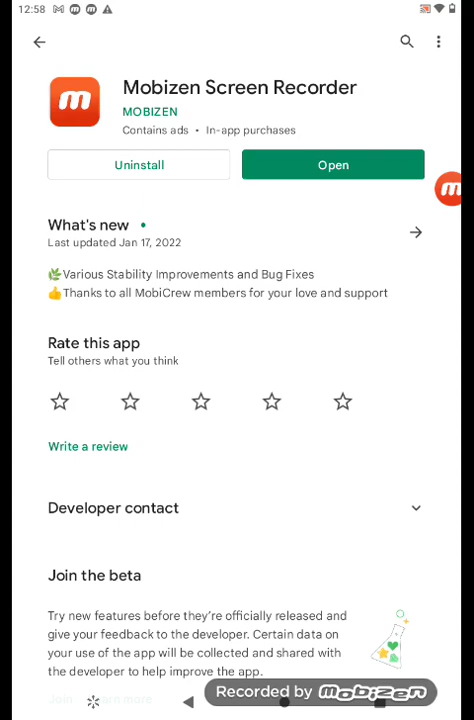 12:58
Mobizen Screen Recorder
MOBIZEN
Contains ads • In-app purchases
Uninstall
Open
m
What's new •
Last updated Jan 17, 2022
🌿Various Stability Improvements and Bug Fixes
👍Thanks to all MobiCrew members for your love and support
Rate this app
Tell others what you think
Write a review
Developer contact
Join the beta
Try new features before they're officially released and
give your feedback to the developer. Certain data on
your use of the app will be collected and shared with
the developer to help improve the app.
Join
Recorded by mobizen